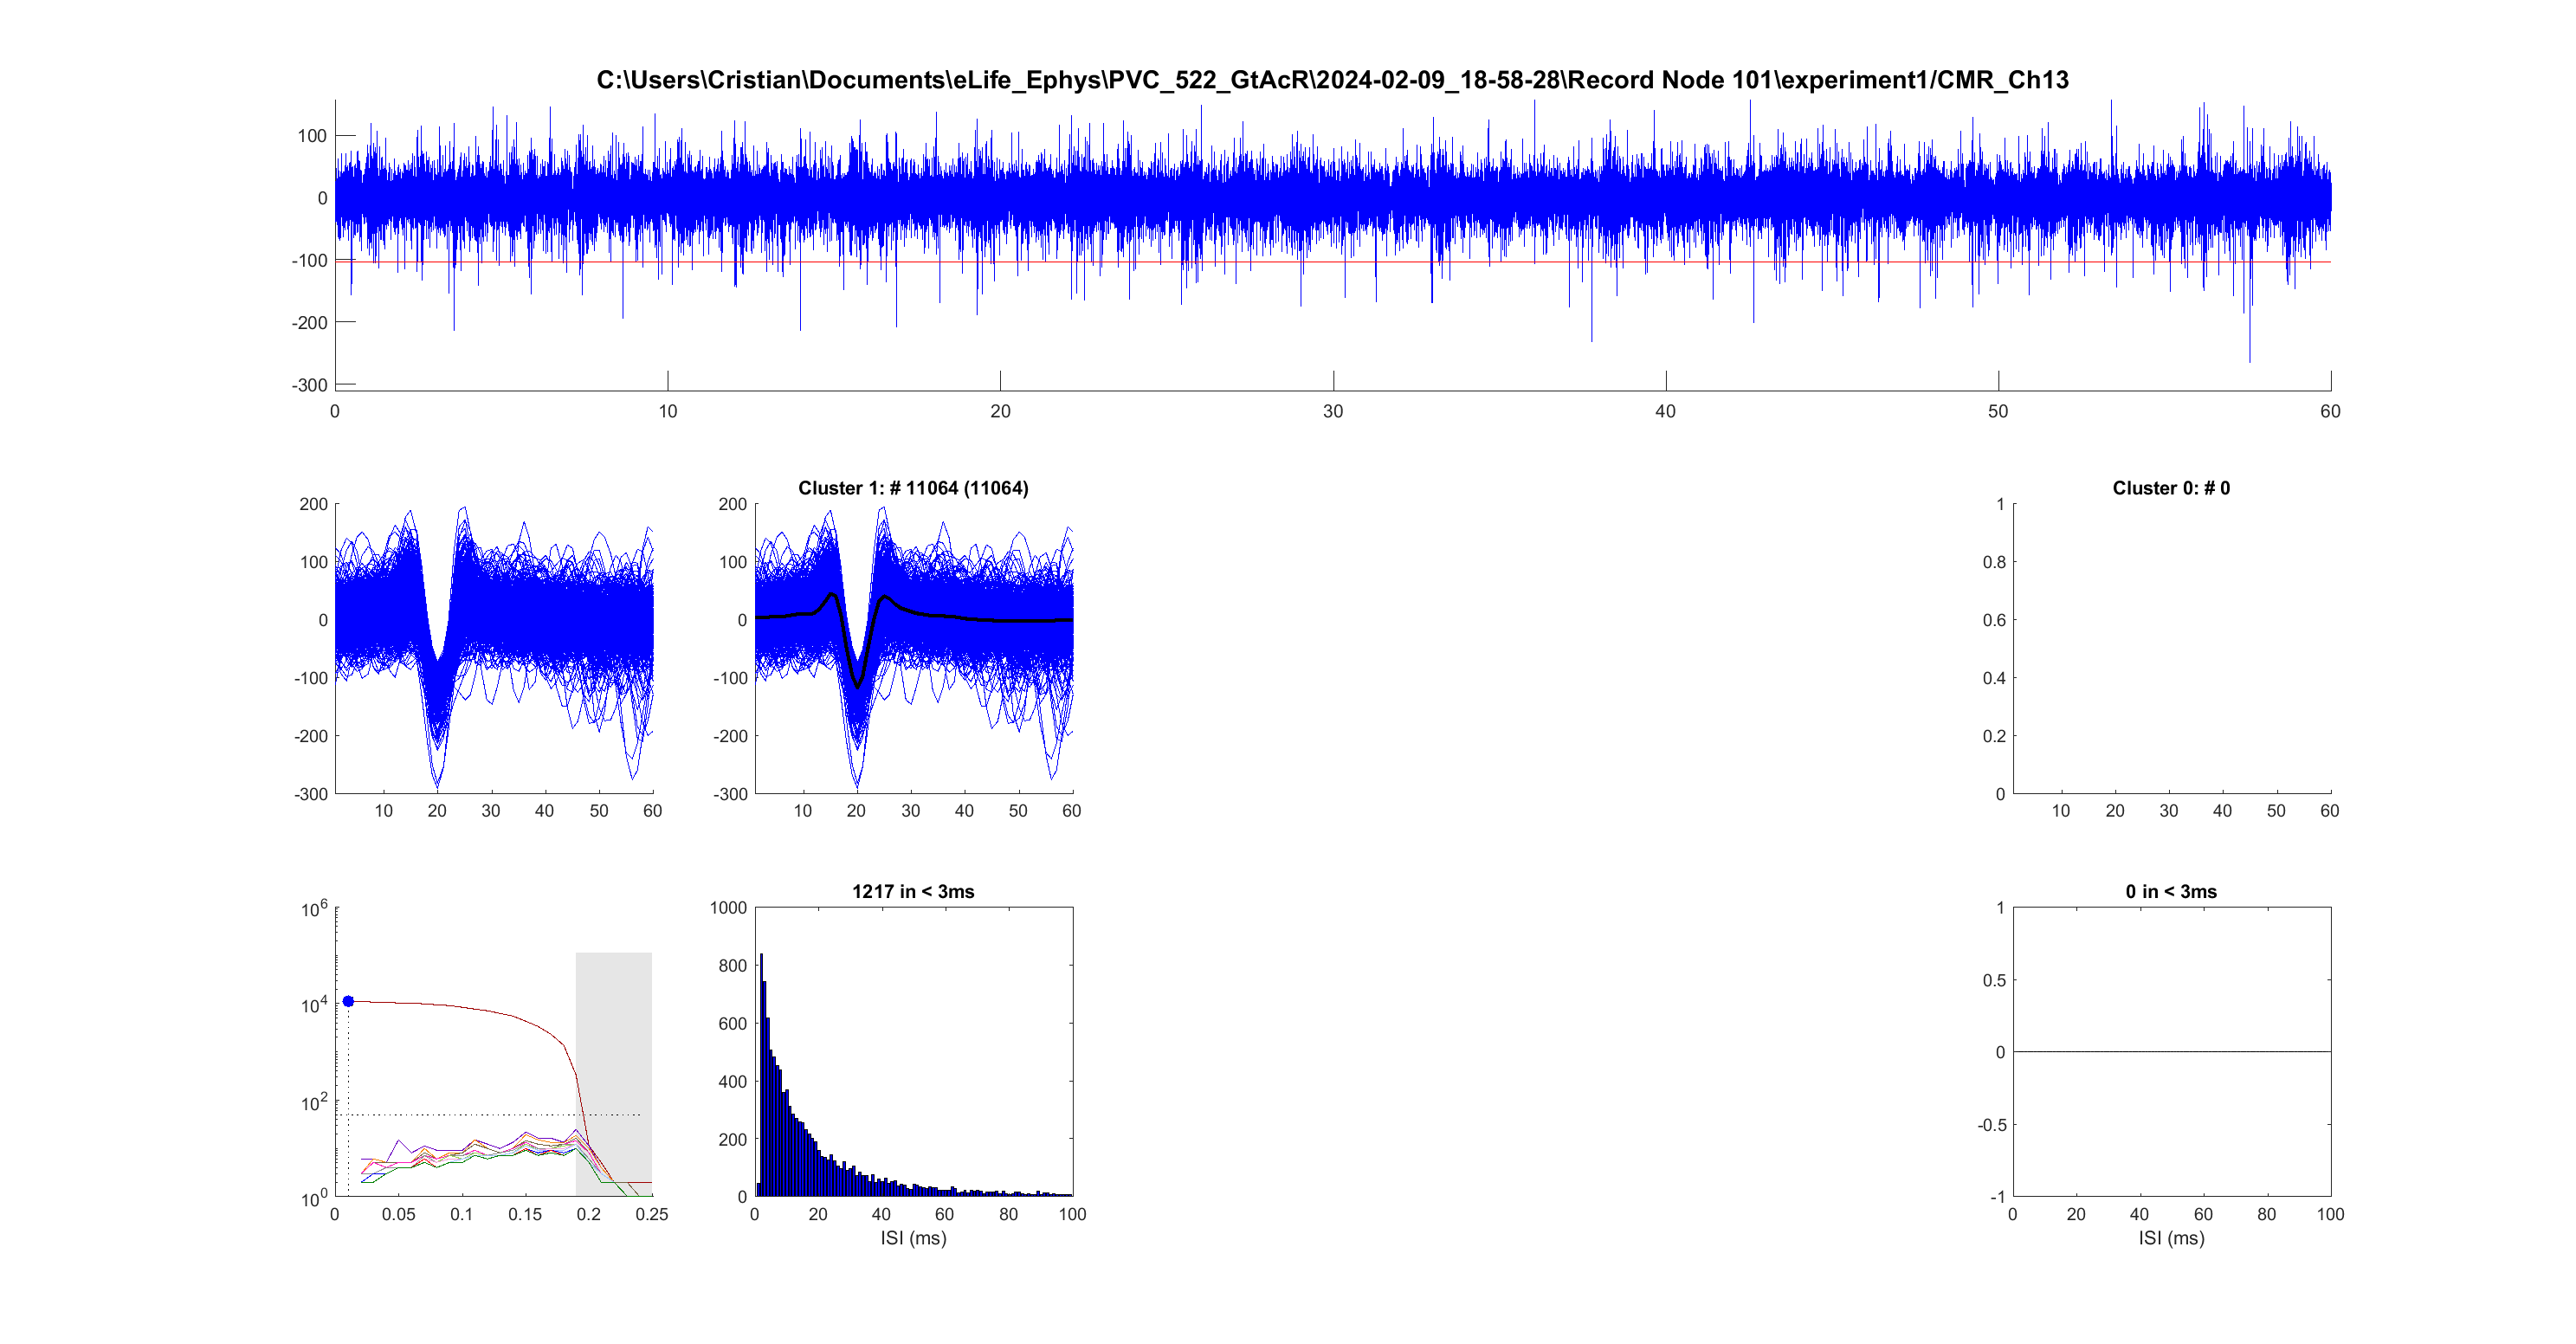 C:\Users\Cristian\Documents\eLife_Ephys\PVC_522_GtAcR\2024-02-09_18-58-28\Record Node 101\experiment1/CMR_Ch13
100
0
-100
-200
-300
0 10 20 30 40 50 60
Cluster 1: # 11064 (11064)
Cluster 0: # 0
200
100
0
-100
-200
-300
10 20 30 40 50 60
200
100
0
-100
-200
-300
10 20 30 40 50 60
1
0.8
0.6
0.4
0.2
0
10 20 30 40 50 60
1217 in < 3ms
0 in < 3ms
10^6
10^4
10^2
10^0
0 0.05 0.1 0.15 0.2 0.25
1000
800
600
400
200
0
0 20 40 60 80 100
ISI (ms)
1
0.5
0
-0.5
-1
0 20 40 60 80 100
ISI (ms)